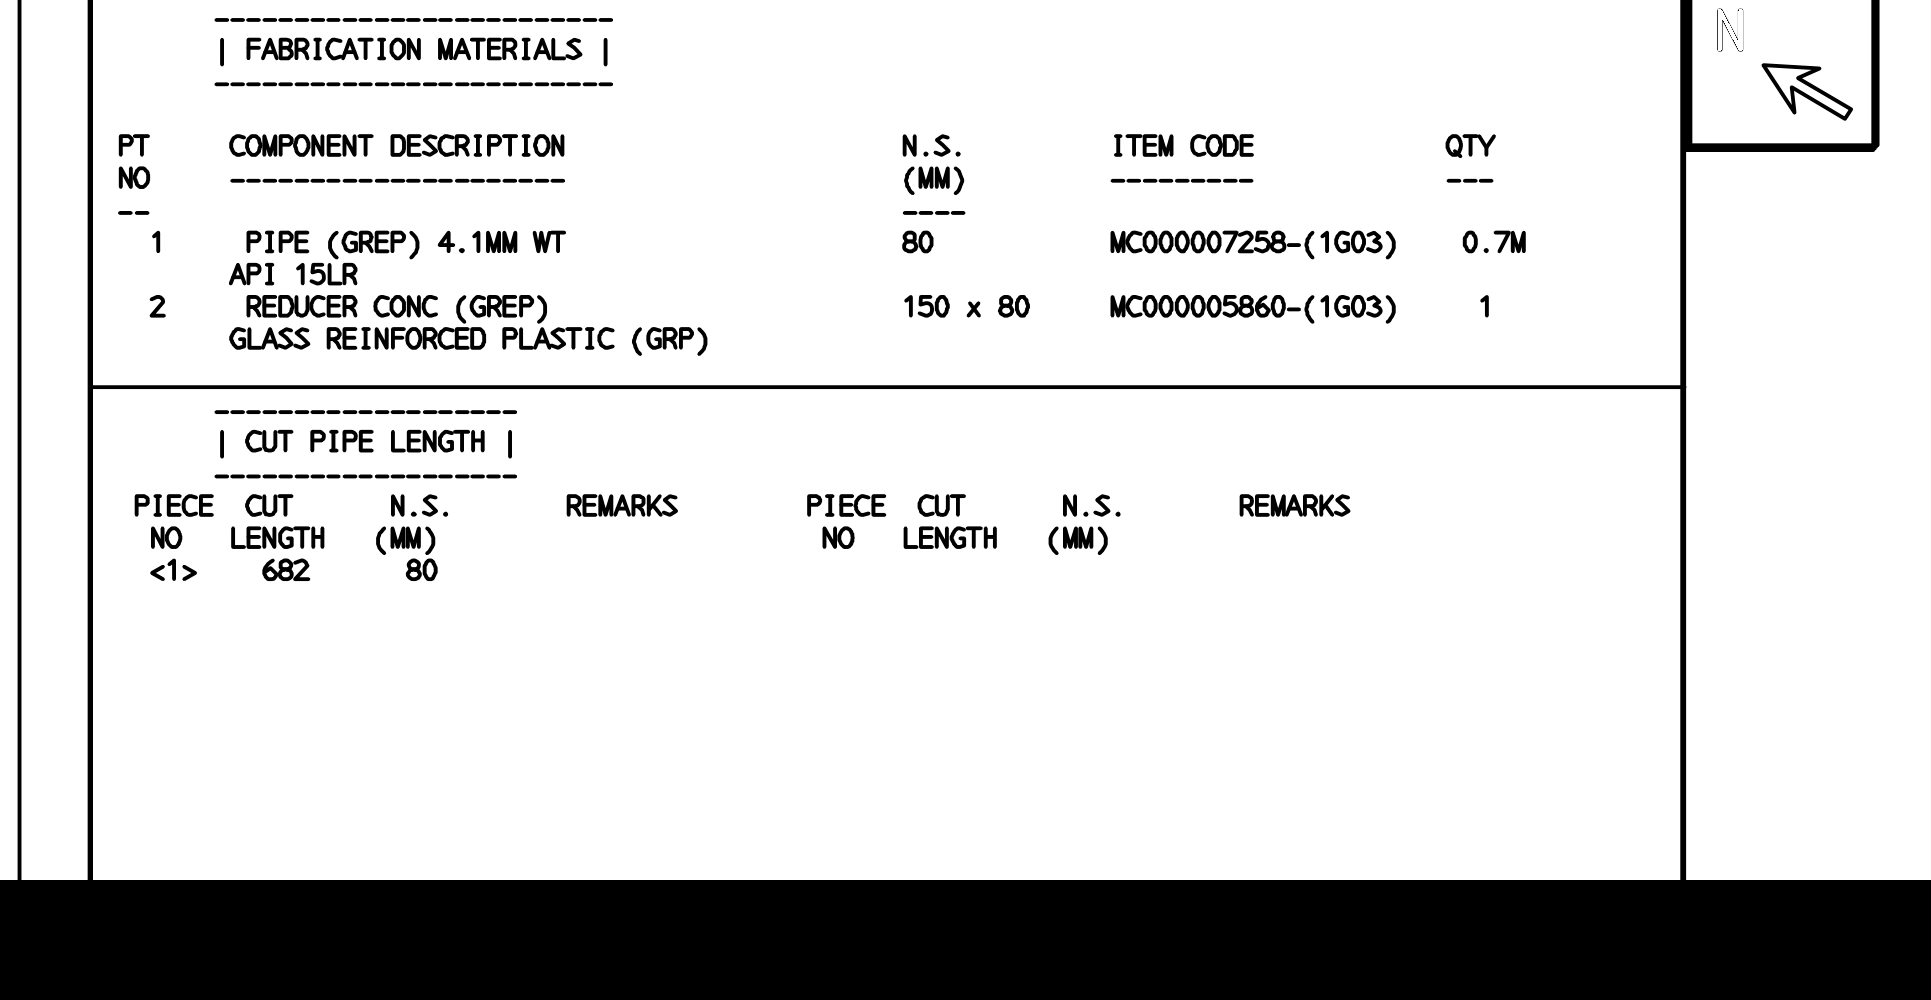 -------------------------
| FABRICATION MATERIALS |
-------------------------
N
PT COMPONENT DESCRIPTION N.S. ITEM CODE QTY
NO --------------------- (MM) --------- ---
-- ----
1 PIPE (GREP) 4.1MM WT 80 MC000007258-(1G03) 0.7M
API 15LR
2 REDUCER CONC (GREP) 150 x 80 MC000005860-(1G03) 1
GLASS REINFORCED PLASTIC (GRP)
-------------------
| CUT PIPE LENGTH |
-------------------
PIECE CUT N.S. REMARKS PIECE CUT N.S. REMARKS
NO LENGTH (MM) NO LENGTH (MM)
<1> 682 80